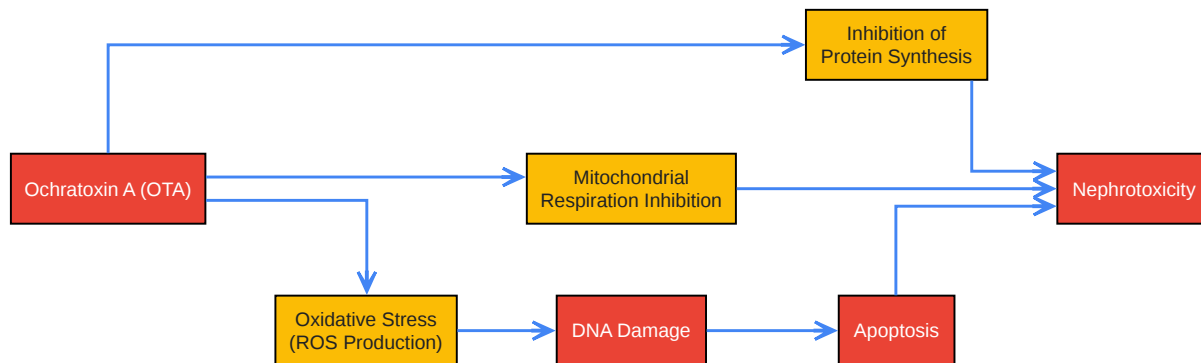 Inhibition of
Protein Synthesis
Ochratoxin A (OTA)
Mitochondrial
Respiration Inhibition
Nephrotoxicity
Oxidative Stress
(ROS Production)
DNA Damage
Apoptosis